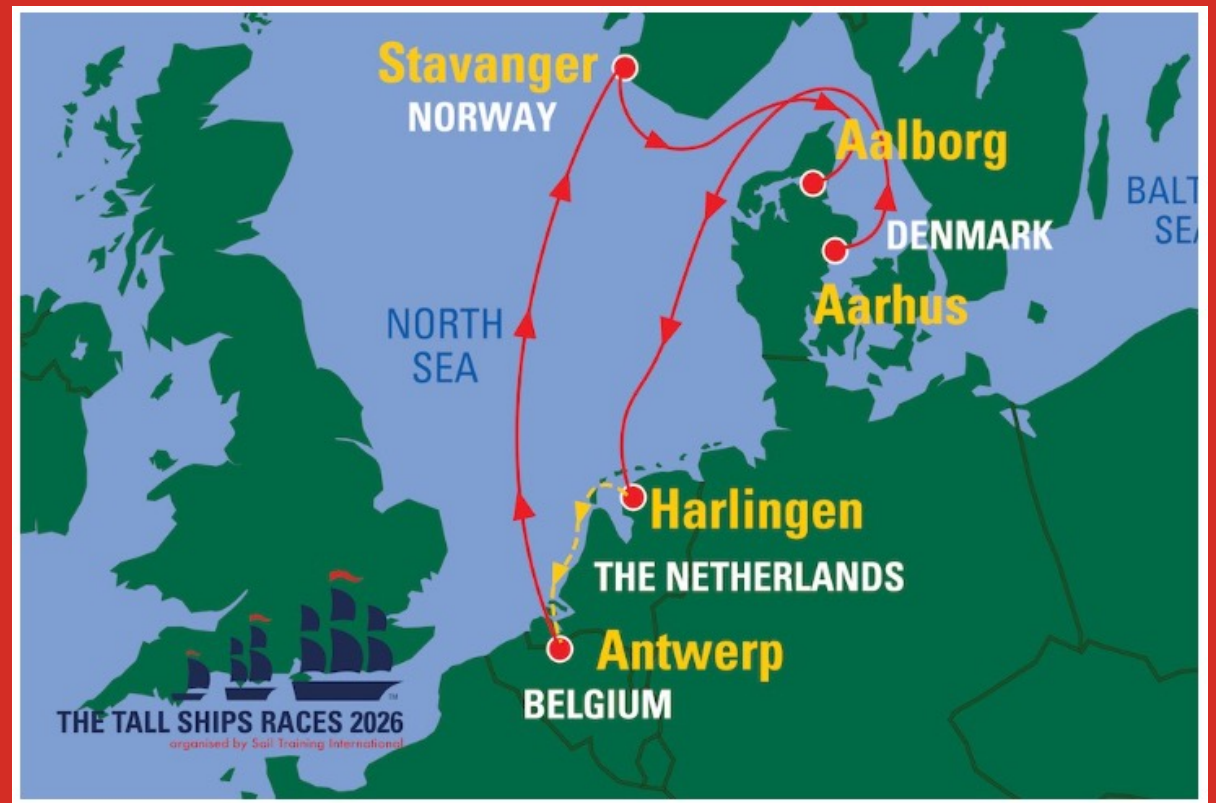 Stavanger
NORWAY
Aalborg
BALT
SEA
DENMARK
Aarhus
NORTH
SEA
Harlingen
THE NETHERLANDS
Antwerp
BELGIUM
THE TALL SHIPS RACES 2026
TM
organised by Sail Training International